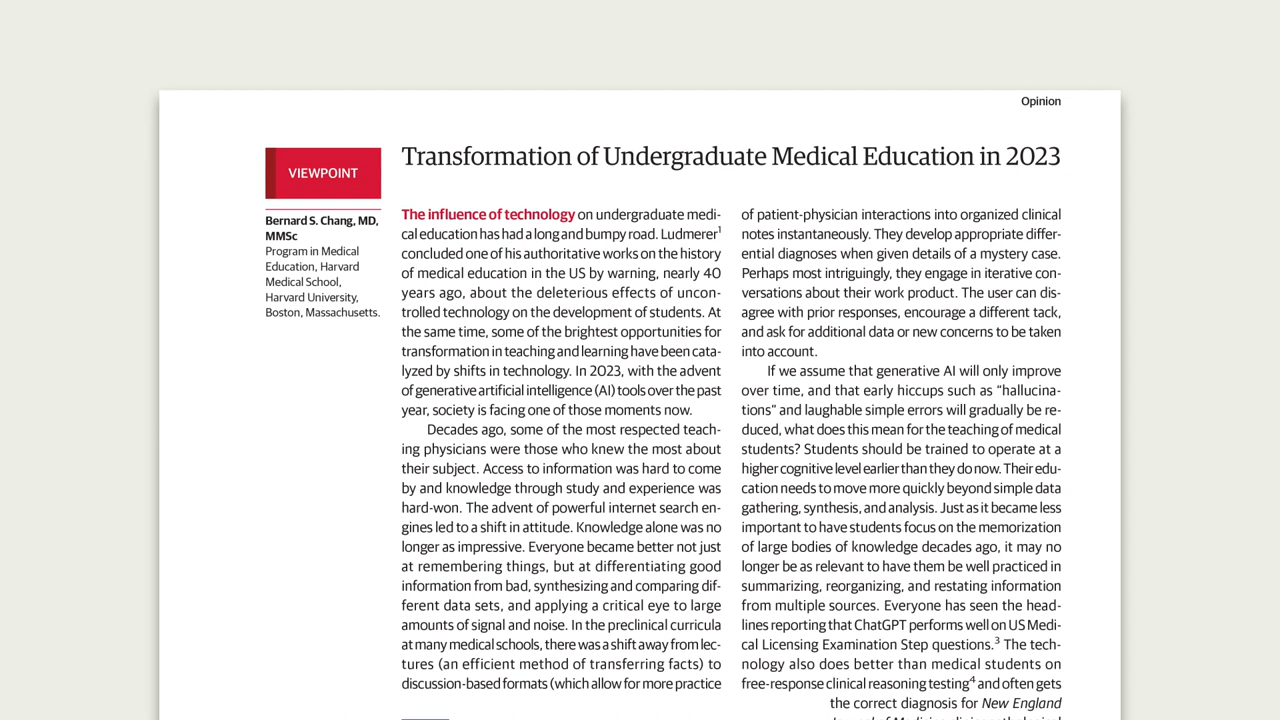 Opinion
VIEWPOINT
Transformation of Undergraduate Medical Education in 2023
Bernard S. Chang, MD,
MMSc
Program in Medical
Education, Harvard
Medical School,
Harvard University,
Boston, Massachusetts.
The influence of technology on undergraduate medi-
cal education has had a long and bumpy road. Ludmerer1
concluded one of his authoritative works on the history
of medical education in the US by warning, nearly 40
years ago, about the deleterious effects of uncon-
trolled technology on the development of students. At
the same time, some of the brightest opportunities for
transformation in teaching and learning have been cata-
lyzed by shifts in technology. In 2023, with the advent
of generative artificial intelligence (AI) tools over the past
year, society is facing one of those moments now.
Decades ago, some of the most respected teach-
ing physicians were those who knew the most about
their subject. Access to information was hard to come
by and knowledge through study and experience was
hard-won. The advent of powerful internet search en-
gines led to a shift in attitude. Knowledge alone was no
longer as impressive. Everyone became better not just
at remembering things, but at differentiating good
information from bad, synthesizing and comparing dif-
ferent data sets, and applying a critical eye to large
amounts of signal and noise. In the preclinical curricula
at many medical schools, there was a shift away from lec-
tures (an efficient method of transferring facts) to
discussion-based formats (which allow for more practice
of patient-physician interactions into organized clinical
notes instantaneously. They develop appropriate differ-
ential diagnoses when given details of a mystery case.
Perhaps most intriguingly, they engage in iterative con-
versations about their work product. The user can dis-
agree with prior responses, encourage a different tack,
and ask for additional data or new concerns to be taken
into account.
If we assume that generative AI will only improve
over time, and that early hiccups such as "hallucina-
tions" and laughable simple errors will gradually be re-
duced, what does this mean for the teaching of medical
students? Students should be trained to operate at a
higher cognitive level earlier than they do now. Their edu-
cation needs to move more quickly beyond simple data
gathering, synthesis, and analysis. Just as it became less
important to have students focus on the memorization
of large bodies of knowledge decades ago, it may no
longer be as relevant to have them be well practiced in
summarizing, reorganizing, and restating information
from multiple sources. Everyone has seen the head-
lines reporting that ChatGPT performs well on US Medi-
cal Licensing Examination Step questions.3 The tech-
nology also does better than medical students on
free-response clinical reasoning testing4 and often gets
the correct diagnosis for New England